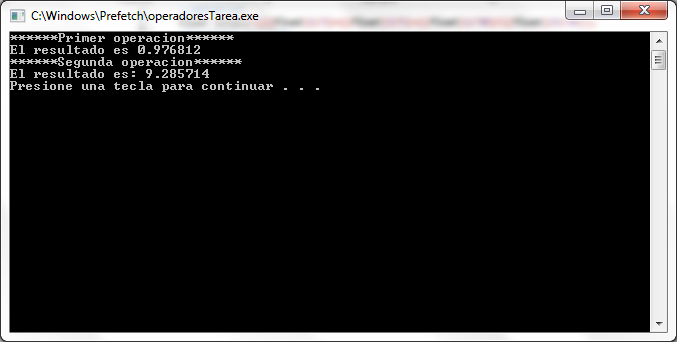 C:\Windows\Prefetch\operadoresTarea.exe
******Primer operacion******
El resultado es 0.976812
******Segunda operacion******
El resultado es: 9.285714
Presione una tecla para continuar . . .